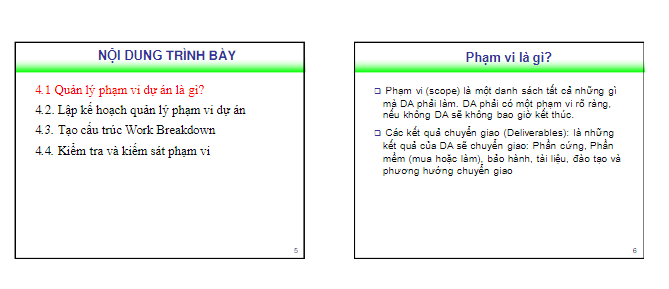 NỘI DUNG TRÌNH BÀY
4.1 Quản lý phạm vi dự án là gì?
4.2. Lập kế hoạch quản lý phạm vi dự án
4.3. Tạo cấu trúc Work Breakdown
4.4. Kiểm tra và kiểm sát phạm vi
5
Phạm vi là gì?
Phạm vi (scope) là một danh sách tất cả những gì
mà DA phải làm. DA phải có một phạm vi rõ ràng,
nếu không DA sẽ không bao giờ kết thúc.
Các kết quả chuyển giao (Deliverables): là những
kết quả của DA sẽ chuyển giao: Phần cứng, Phần
mềm (mua hoặc làm), bảo hành, tài liệu, đào tạo và
phương hướng chuyển giao
6